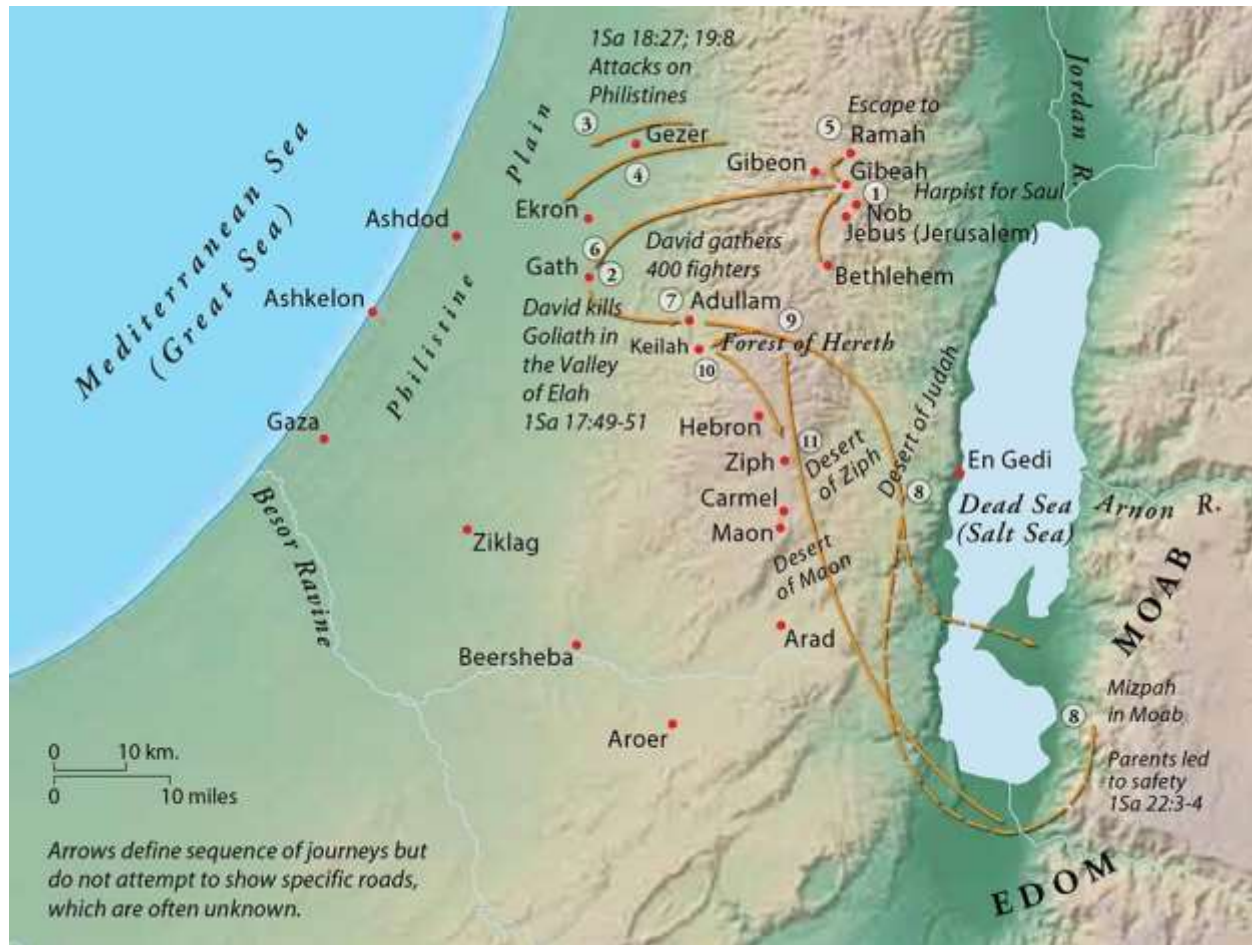 1Sa 18:27; 19:8
Attacks on
Philistines
3
Gezer
4
Escape to
5
Ramah
Gibeon
Gibeah
1
Harpist for Saul
Nob
Jebus (Jerusalem)
Bethlehem
Jordan R.
Mediterranean Sea
(Great Sea)
Philistine Plain
Ashdod
Ekron
6
Gath
2
David gathers
400 fighters
Ashkelon
David kills
Goliath in
the Valley
of Elah
1Sa 17:49-51
7
Adullam
9
Keilah
Forest of Hereth
10
Gaza
Hebron
11
Ziph
Desert
of Ziph
Desert of Judah
8
En Gedi
Dead Sea
(Salt Sea)
Arnon R.
Carmel
Maon
Desert
of Maon
Besor Ravine
Ziklag
MOAB
Arad
Beersheba
Aroer
8
Mizpah
in Moab
Parents led
to safety
1Sa 22:3-4
EDOM
0 10 km.
0 10 miles
Arrows define sequence of journeys but
do not attempt to show specific roads,
which are often unknown.